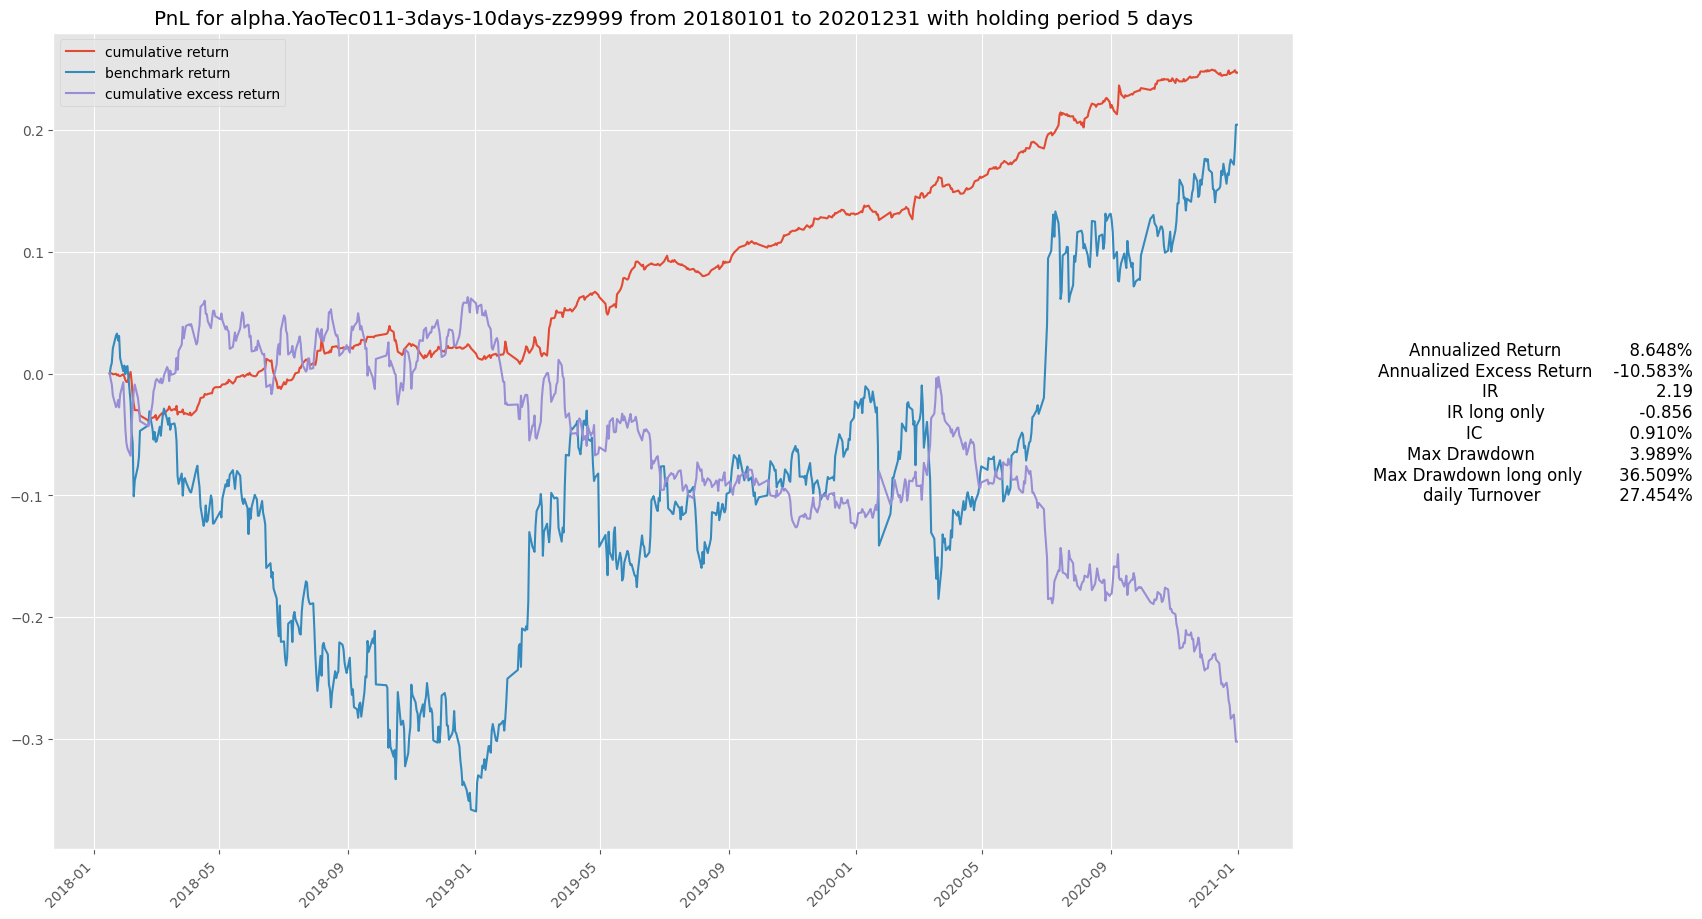 PnL for alpha.YaoTec011-3days-10days-zz9999 from 20180101 to 20201231 with holding period 5 days
cumulative return
benchmark return
cumulative excess return
0.2
0.1
0.0
−0.1
−0.2
−0.3
2018-01
2018-05
2018-09
2019-01
2019-05
2019-09
2020-01
2020-05
2020-09
2021-01
Annualized Return 8.648%
Annualized Excess Return -10.583%
IR 2.19
IR long only -0.856
IC 0.910%
Max Drawdown 3.989%
Max Drawdown long only 36.509%
daily Turnover 27.454%